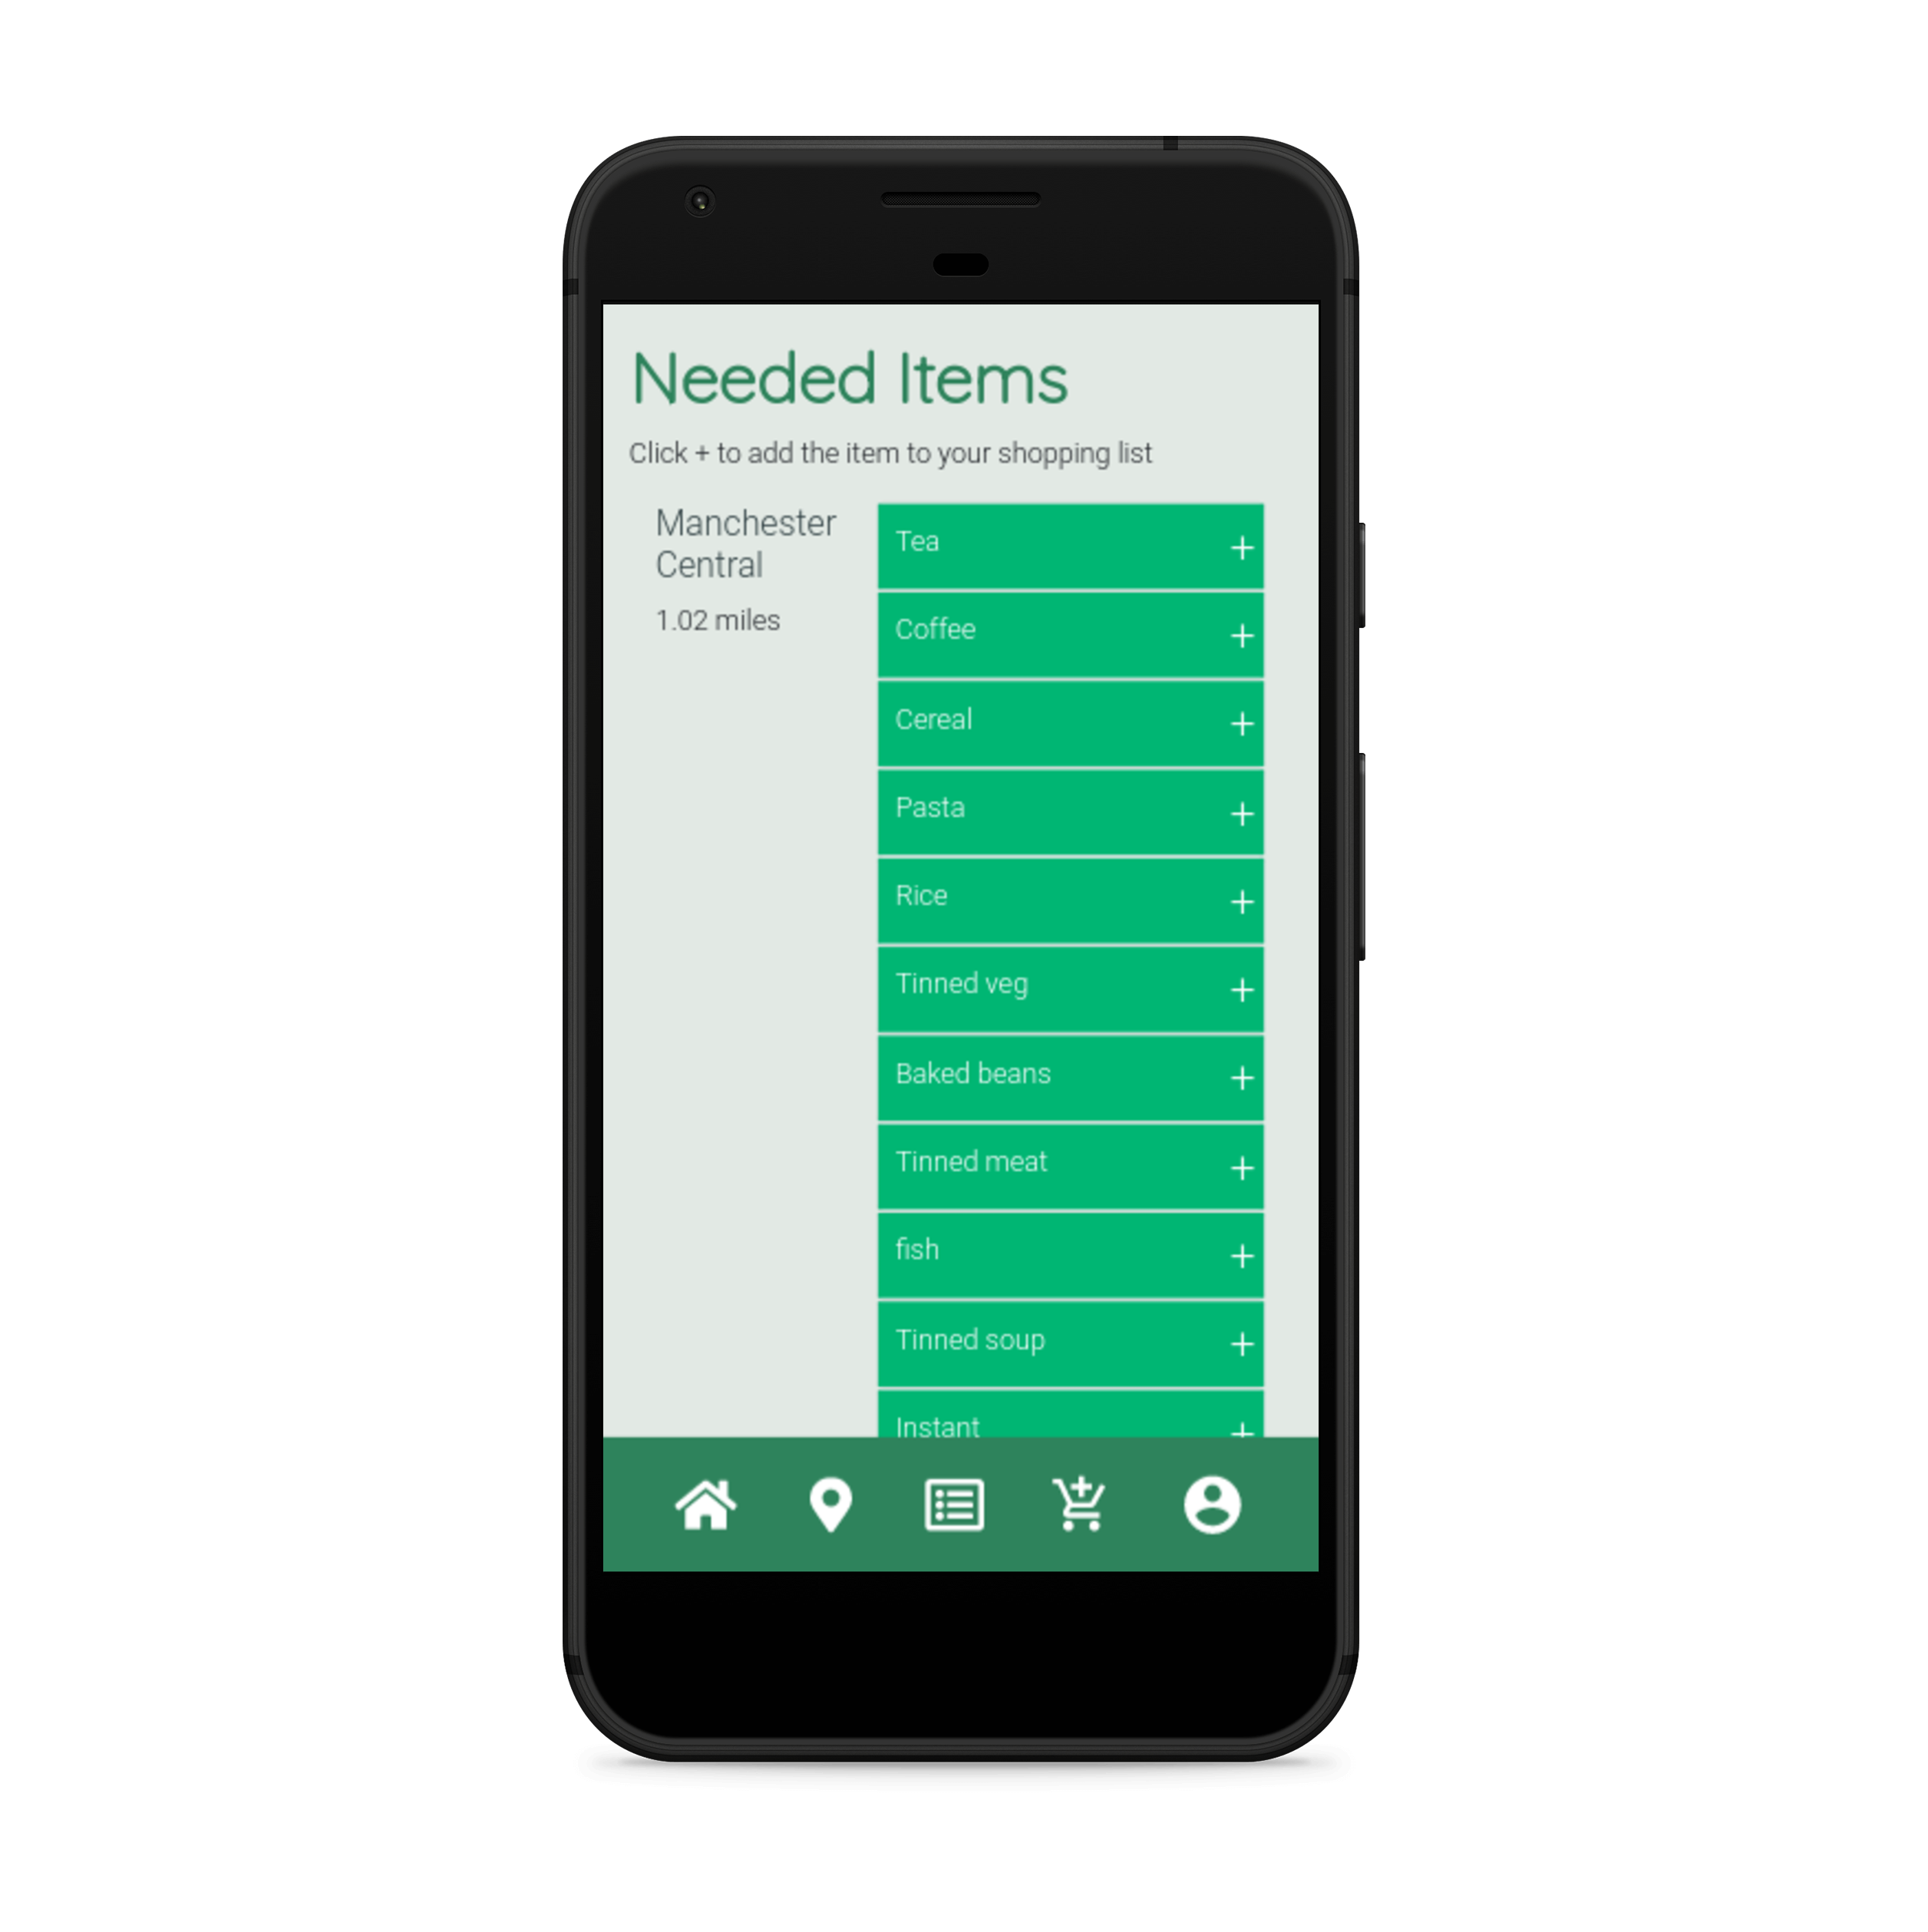 Needed Items
Click + to add the item to your shopping list
Manchester
Central
1.02 miles
Tea +
Coffee +
Cereal +
Pasta +
Rice +
Tinned veg +
Baked beans +
Tinned meat +
fish +
Tinned soup +
Instant +